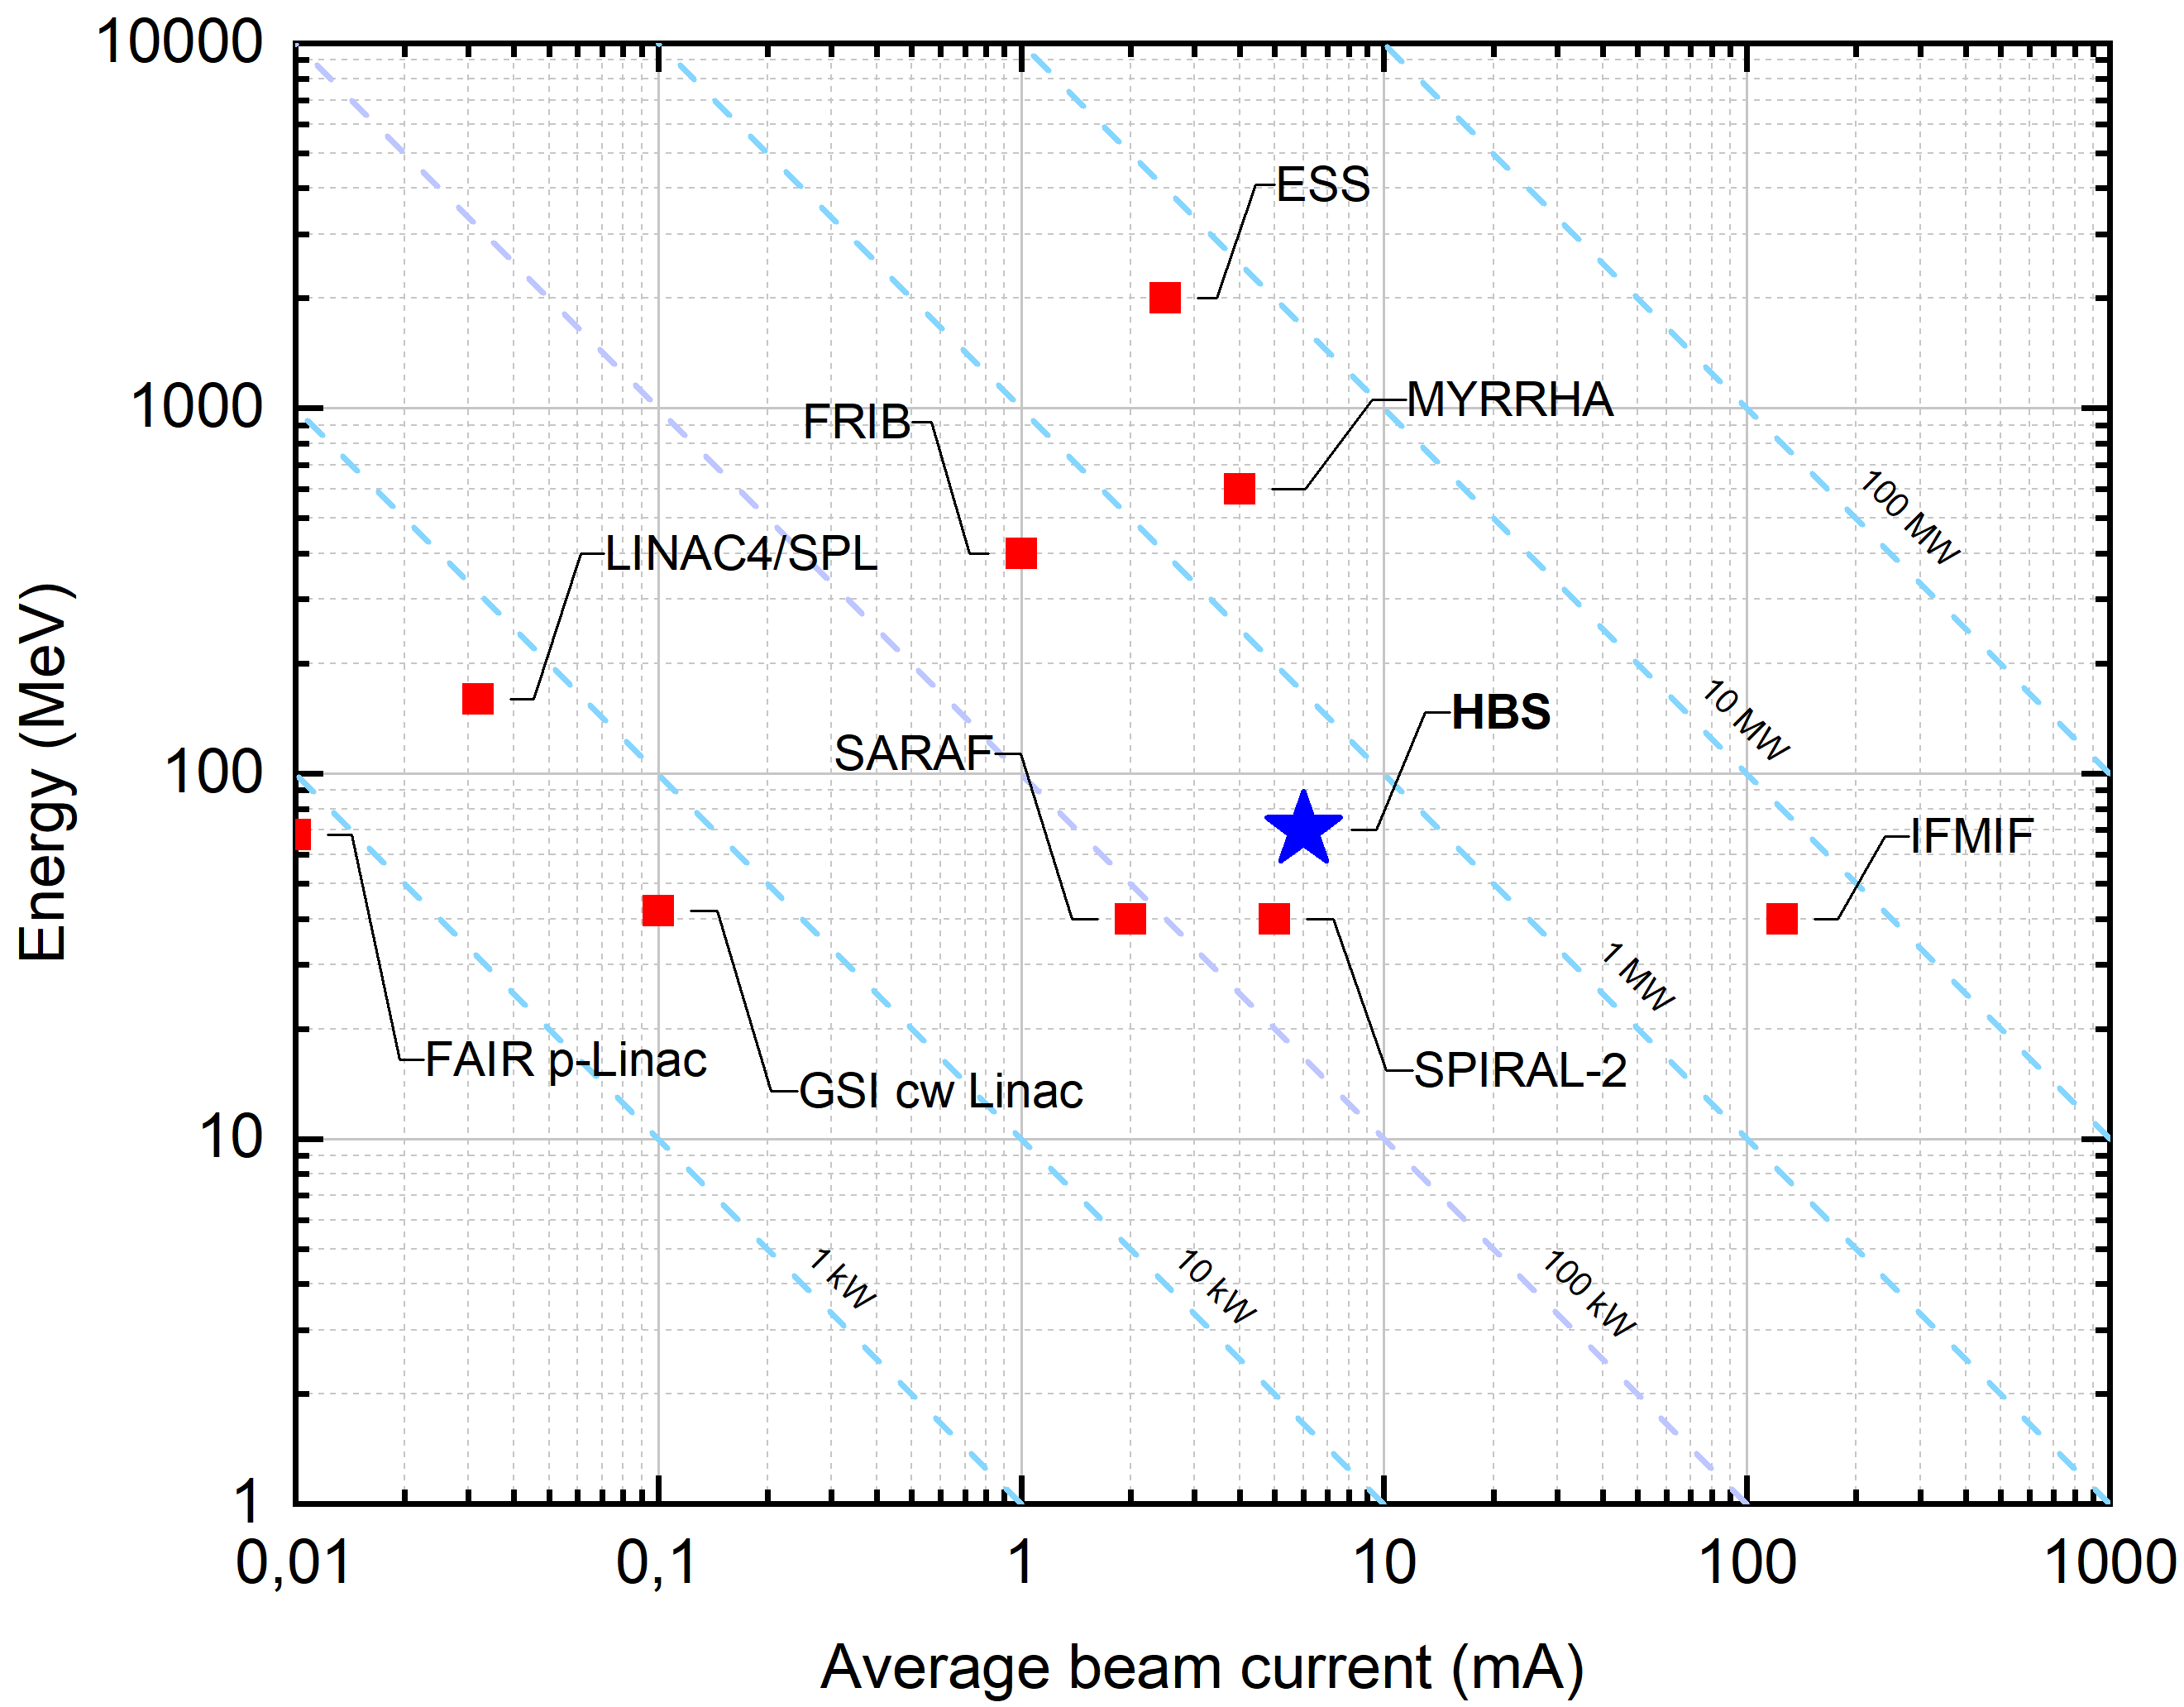 10000
ESS
1000
MYRRHA
FRIB
100 MW
LINAC4/SPL
10 MW
HBS
SARAF
100
IFMIF
Energy (MeV)
1 MW
FAIR p-Linac
GSI cw Linac
SPIRAL-2
10
1 kW
10 kW
100 kW
1
0,01
0,1
1
10
100
1000
Average beam current (mA)